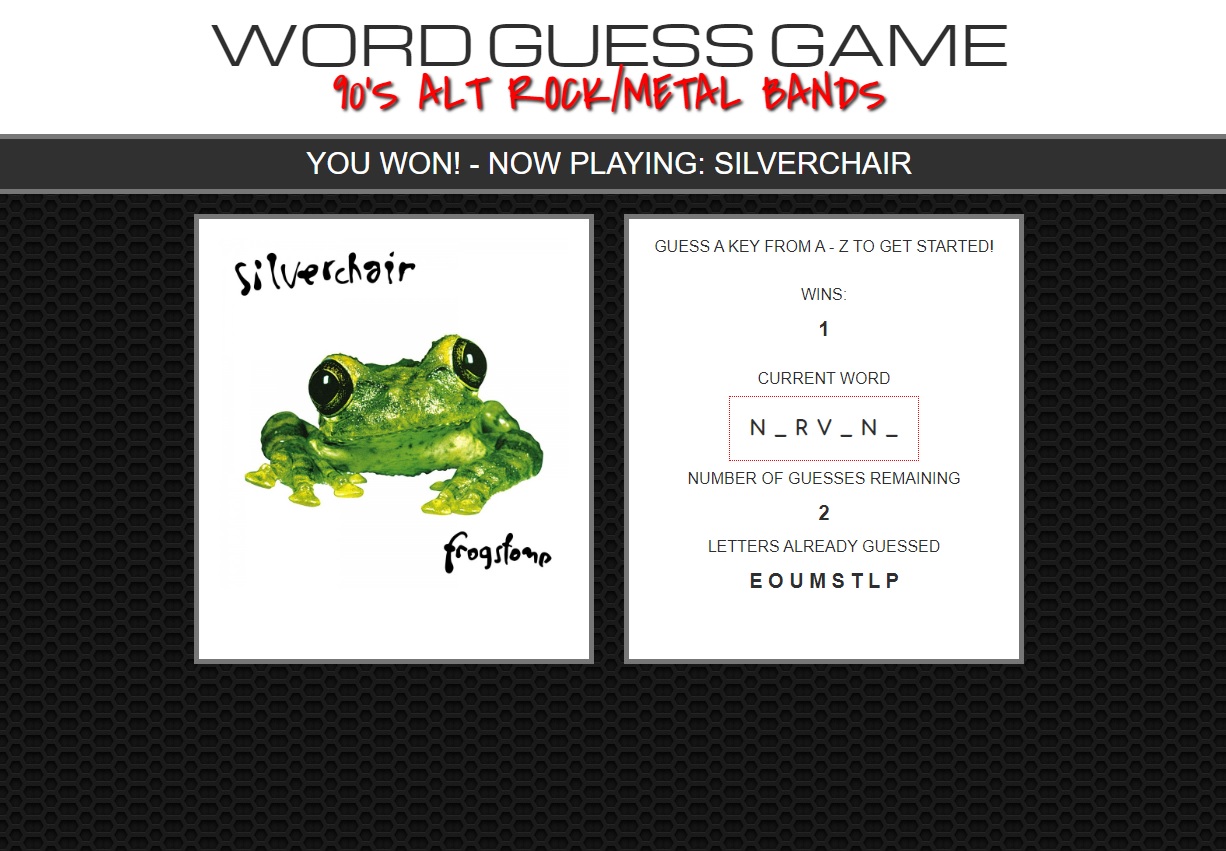 WORD GUESS GAME
90'S ALT ROCK/METAL BANDS
YOU WON! - NOW PLAYING: SILVERCHAIR
silverchair
frogstomp
GUESS A KEY FROM A - Z TO GET STARTED!
WINS:
1
CURRENT WORD
N _ R V _ N _
NUMBER OF GUESSES REMAINING
2
LETTERS ALREADY GUESSED
E O U M S T L P